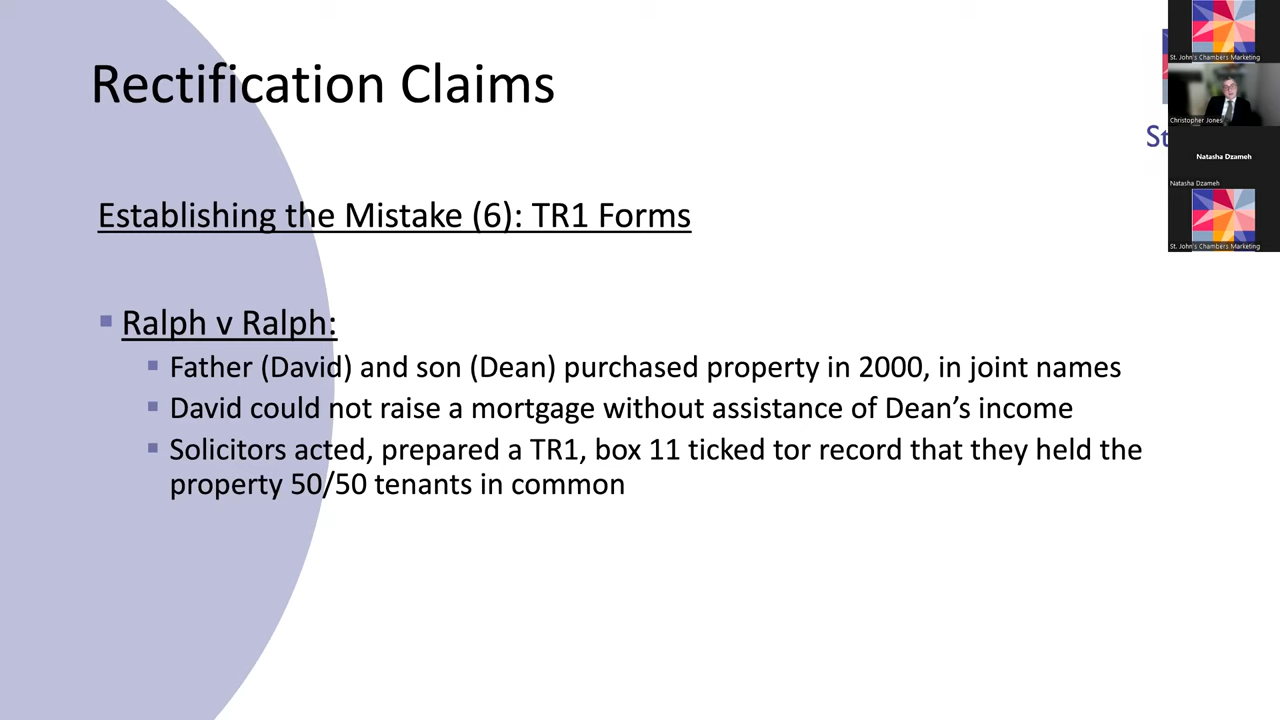 Rectification Claims
Establishing the Mistake (6): TR1 Forms
Ralph v Ralph:
Father (David) and son (Dean) purchased property in 2000, in joint names
David could not raise a mortgage without assistance of Dean's income
Solicitors acted, prepared a TR1, box 11 ticked tor record that they held the
property 50/50 tenants in common
St
St. John's Chambers Marketing
Christopher Jones
Natasha Dzameh
Natasha Dzameh
St. John's Chambers Marketing